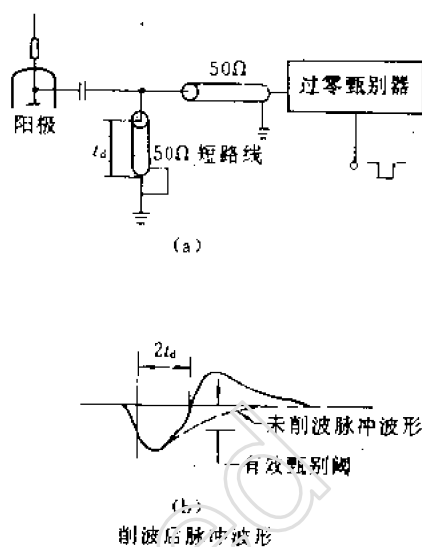 50Ω
过零甄别器
阳极
t_d
50Ω 短路线
(a)
2t_d
未削波脉冲波形
有效甄别阈
(b)
削波后脉冲波形